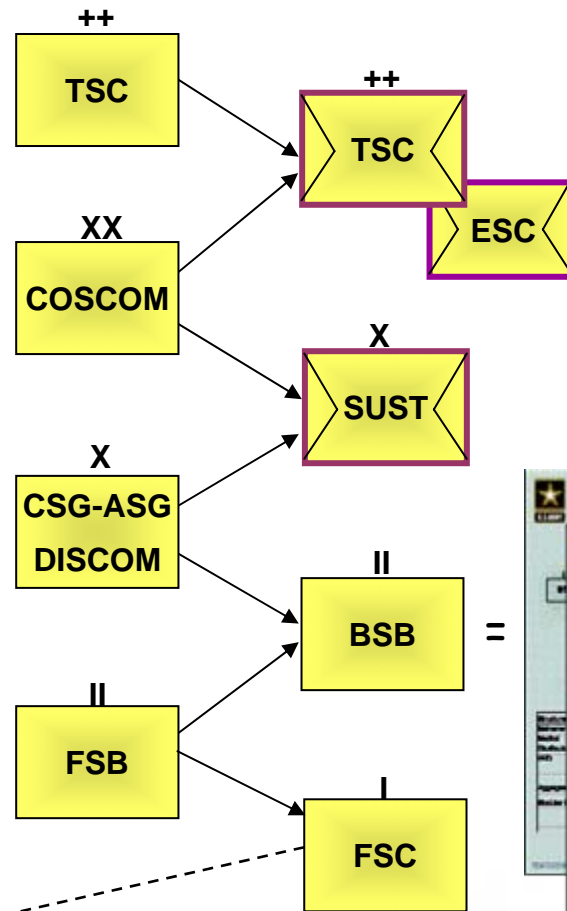 ++
TSC
++
TSC
ESC
XX
COSCOM
X
SUST
X
CSG-ASG
DISCOM
II
BSB
=
II
FSB
I
FSC